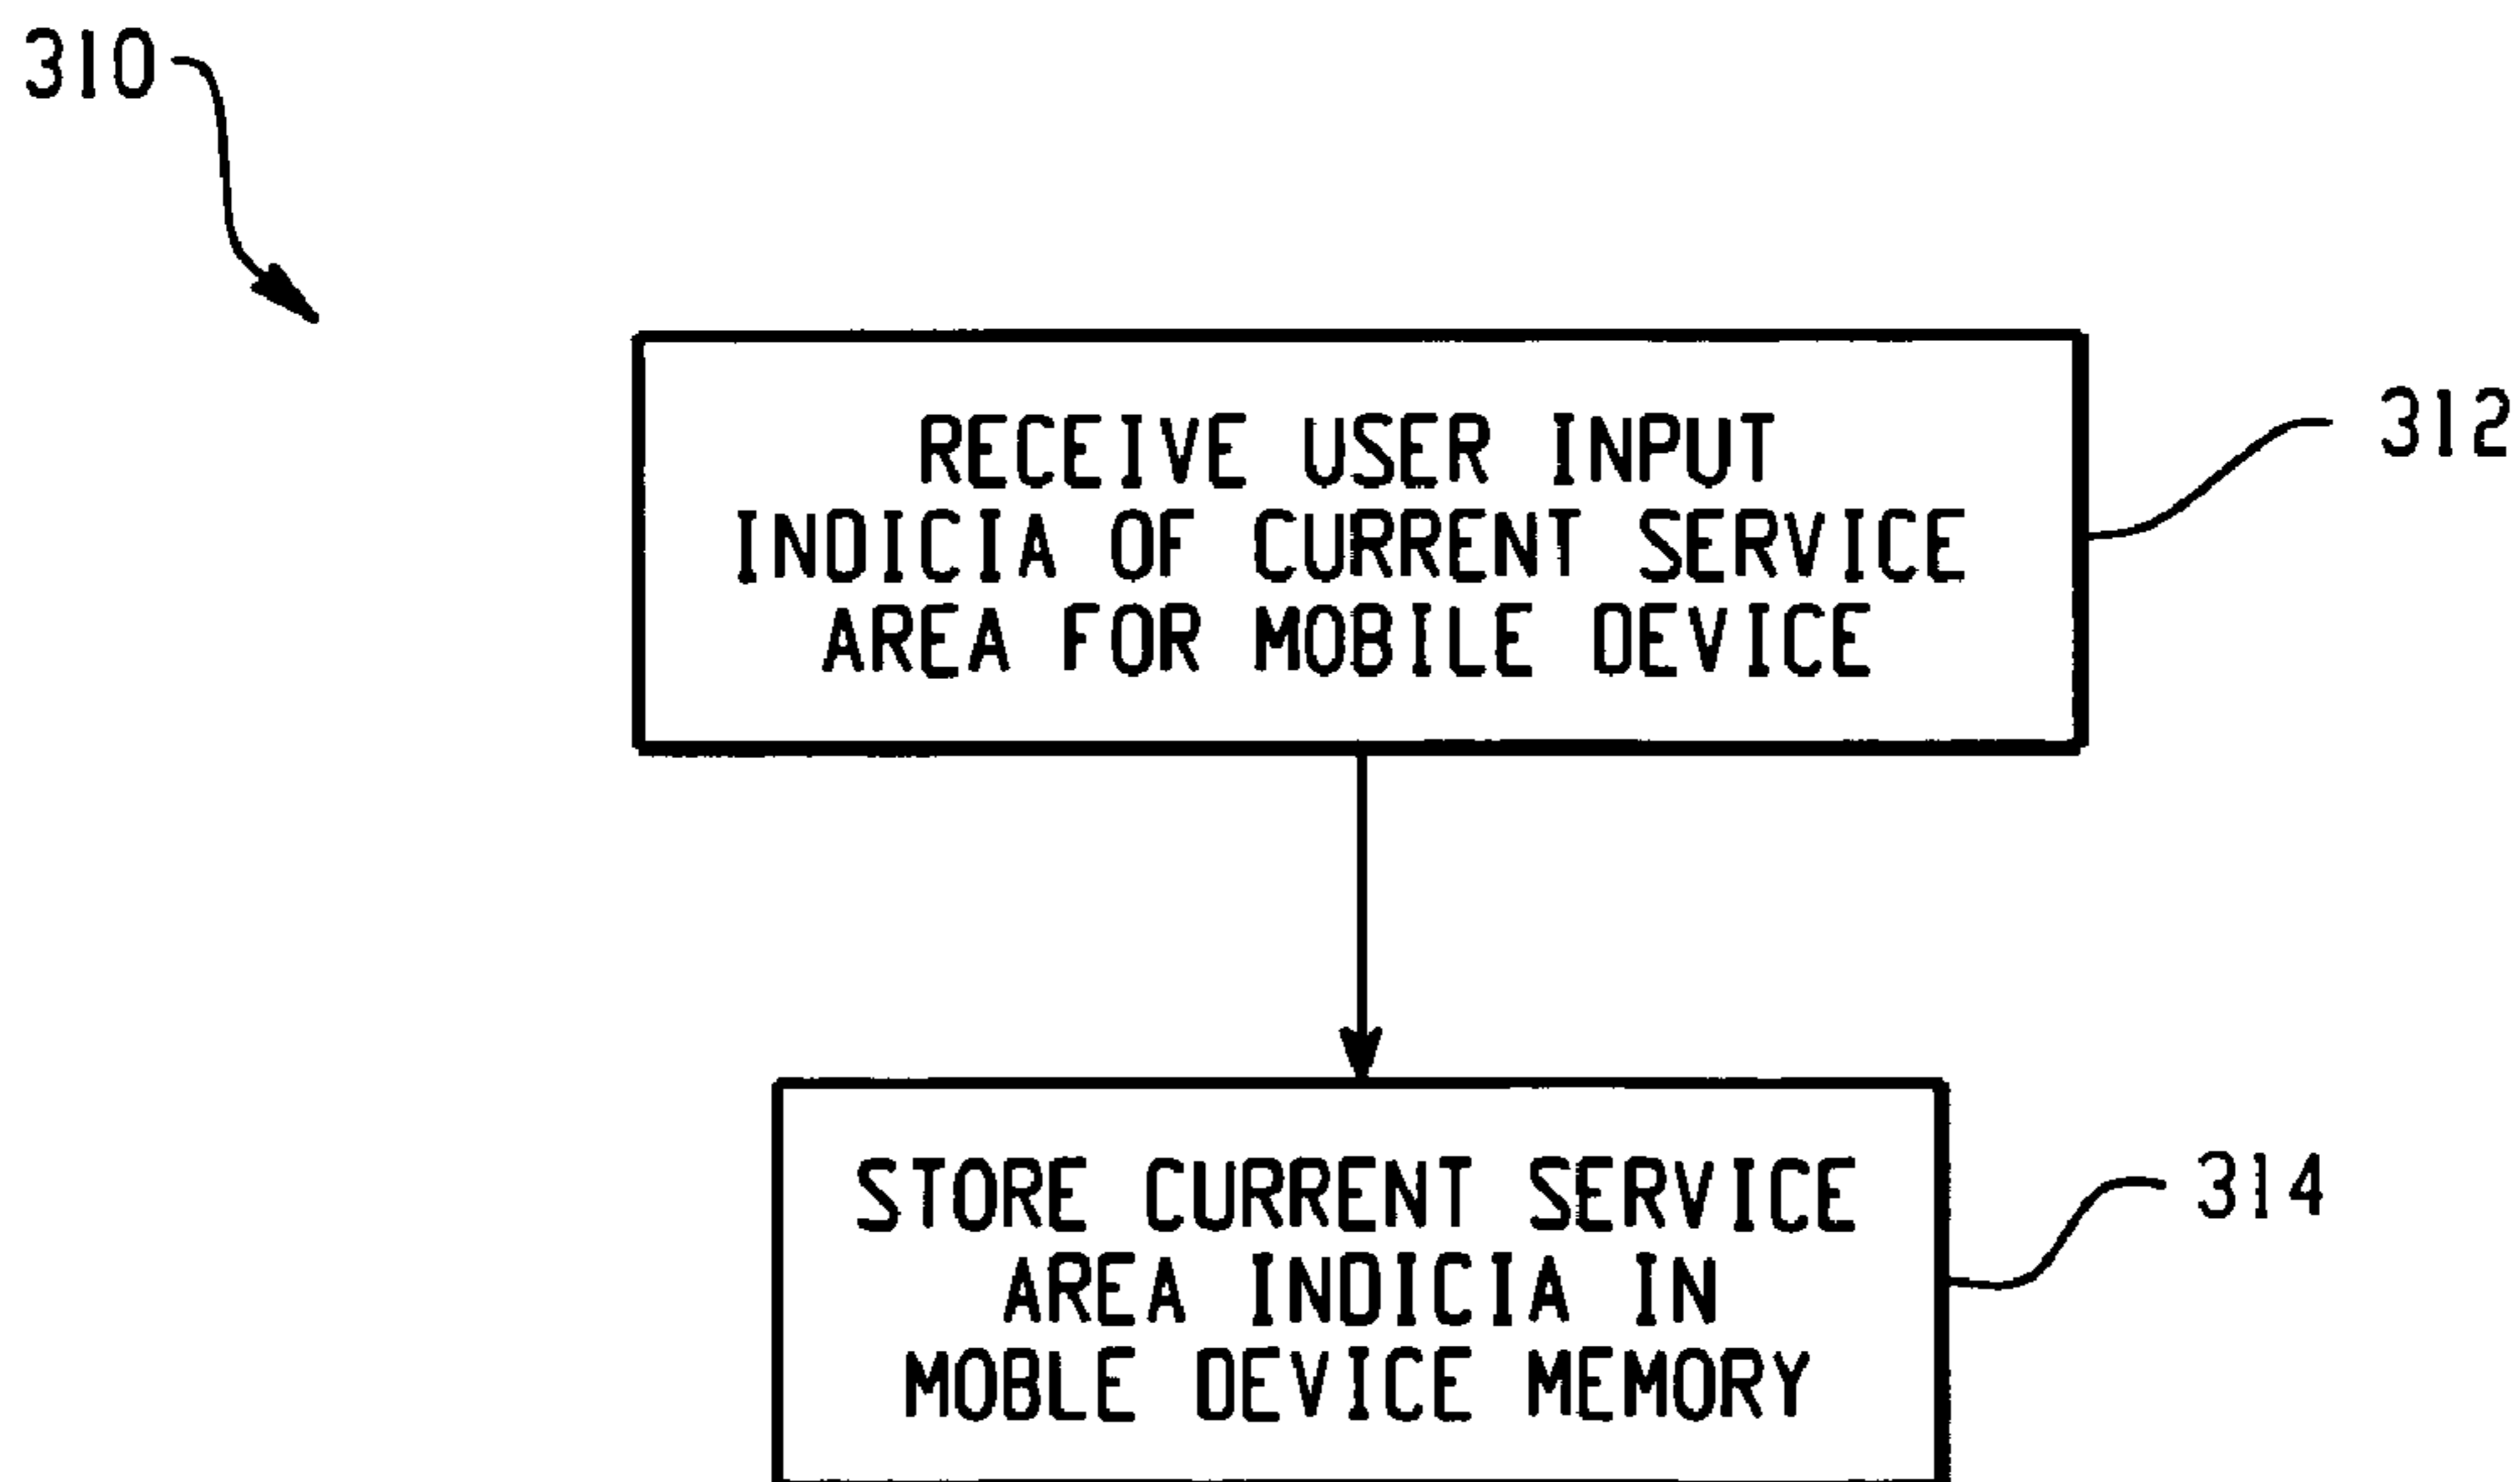 310
RECEIVE USER INPUT
INDICIA OF CURRENT SERVICE
AREA FOR MOBILE DEVICE
312
STORE CURRENT SERVICE
AREA INDICIA IN
MOBLE DEVICE MEMORY
314